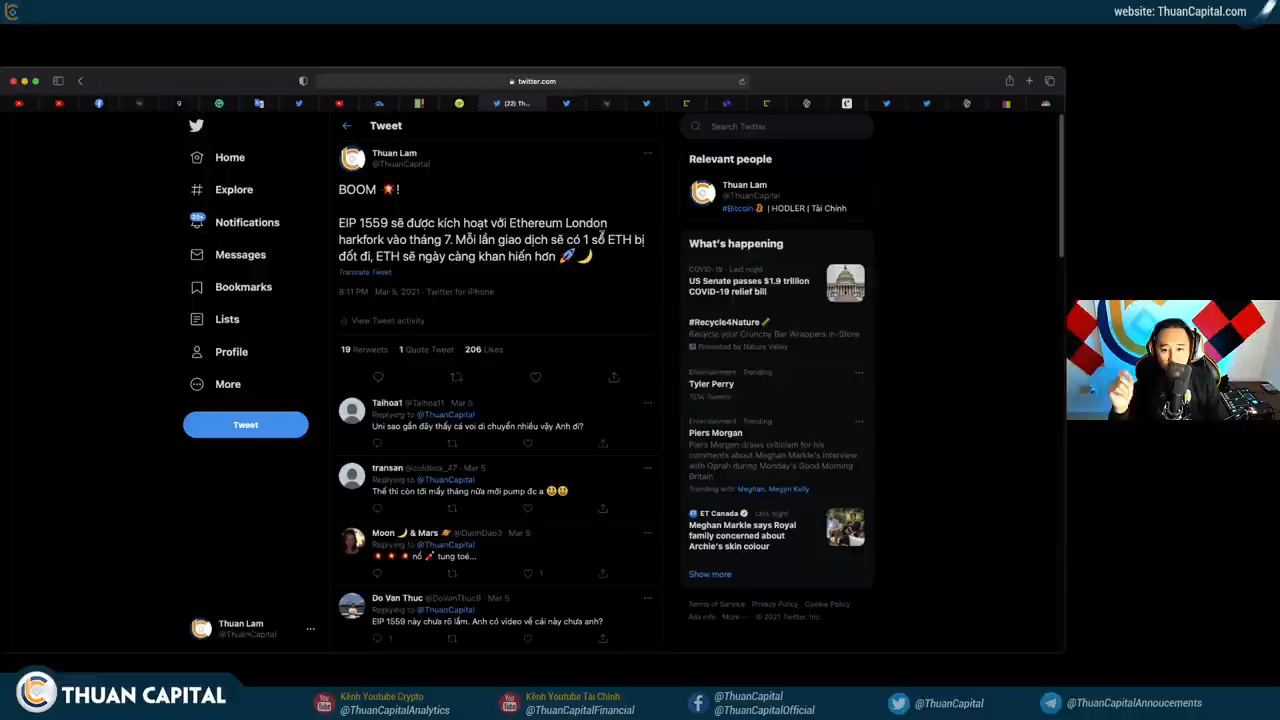 website: ThuanCapital.com
twitter.com
(22) Th...
Tweet
Search Twitter
Home
Explore
20+
Notifications
Messages
Bookmarks
Lists
Profile
More
Tweet
Thuan Lam
@ThuanCapital
Thuan Lam
@ThuanCapital
BOOM 💥!
EIP 1559 sẽ được kích hoạt với Ethereum London
harkfork vào tháng 7. Mỗi lần giao dịch sẽ có 1 số ETH bị
đốt đi, ETH sẽ ngày càng khan hiến hơn 🚀🌙
Translate Tweet
8:11 PM · Mar 5, 2021 · Twitter for iPhone
View Tweet activity
19 Retweets 1 Quote Tweet 206 Likes
Taihoa1 @Taihoa11 · Mar 5
Replying to @ThuanCapital
Uni sao gần đây thấy cá voi di chuyển nhiều vậy Anh ơi?
transan @coldbox_47 · Mar 5
Replying to @ThuanCapital
Thế thì còn tới mấy tháng nữa mới pump đc a 😃😃
Moon 🌙 & Mars 🪐 @OanhDao3 · Mar 5
Replying to @ThuanCapital
💥 💥 💥 nổ 🧨 tung toé...
1
Do Van Thuc @DoVanThuc8 · Mar 5
Replying to @ThuanCapital
EIP 1559 này chưa rõ lắm. Anh có video về cái này chưa anh?
1
Relevant people
Thuan Lam
@ThuanCapital
#Bitcoin | HODLER | Tài Chính
What's happening
COVID-19 · Last night
US Senate passes $1.9 trillion
COVID-19 relief bill
#Recycle4Nature
Recycle your Crunchy Bar Wrappers In-Store
Promoted by Nature Valley
Entertainment · Trending
Tyler Perry
Entertainment · Trending
Piers Morgan
Piers Morgan draws criticism for his
comments about Meghan Markle's interview
with Oprah during Monday's Good Morning
Britain
Trending with Meghan, Megyn Kelly
ET Canada · Last night
Meghan Markle says Royal
family concerned about
Archie's skin colour
Show more
Terms of Service Privacy Policy Cookie Policy
Ads info More ··· © 2021 Twitter, Inc.
THUAN CAPITAL
Kênh Youtube Crypto
@ThuanCapitalAnalytics
Kênh Youtube Tài Chính
@ThuanCapitalFinancial
@ThuanCapital
@ThuanCapitalOfficial
@ThuanCapital
@ThuanCapitalAnnoucements